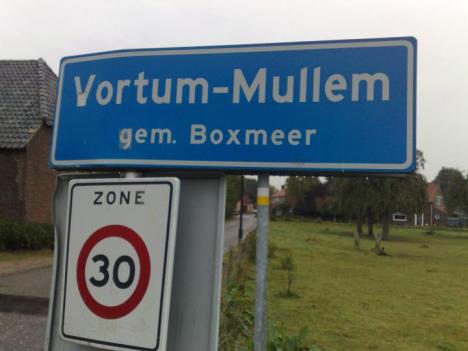 Vortum-Mullem
gem. Boxmeer
ZONE
30